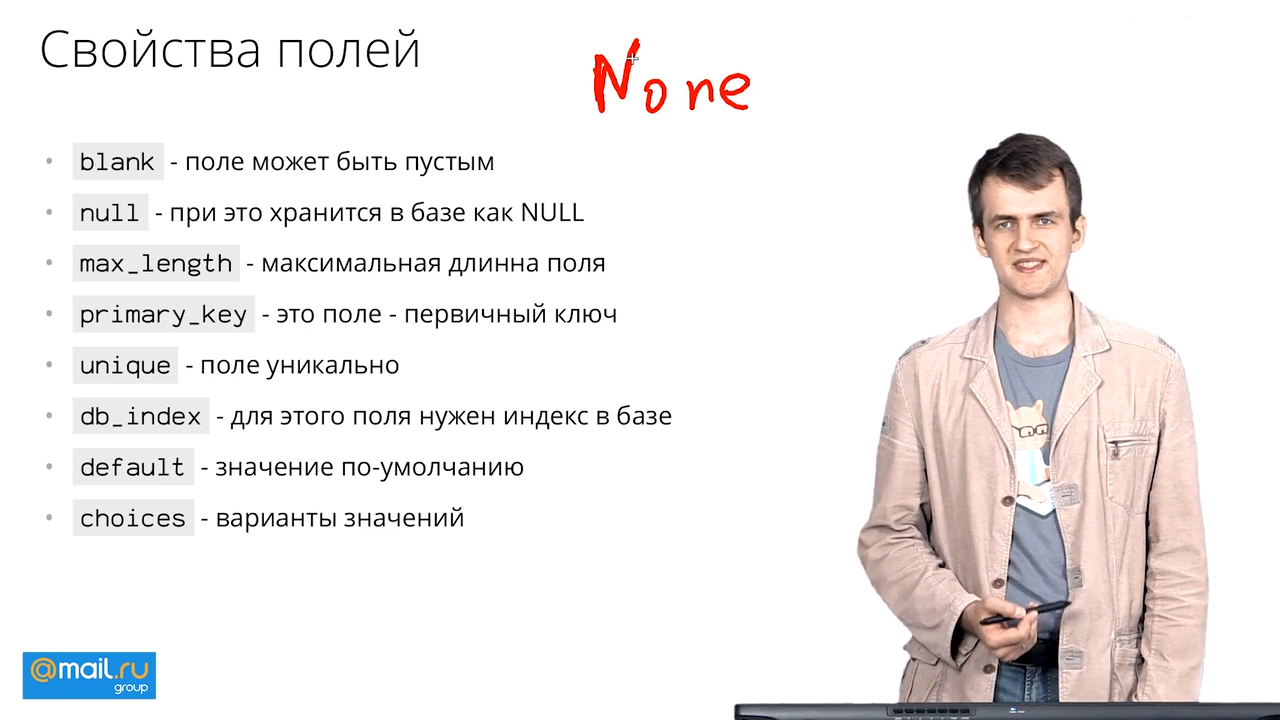 Свойства полей
None
blank - поле может быть пустым
null - при это хранится в базе как NULL
max_length - максимальная длинна поля
primary_key - это поле - первичный ключ
unique - поле уникально
db_index - для этого поля нужен индекс в базе
default - значение по-умолчанию
choices - варианты значений
@mail.ru
group